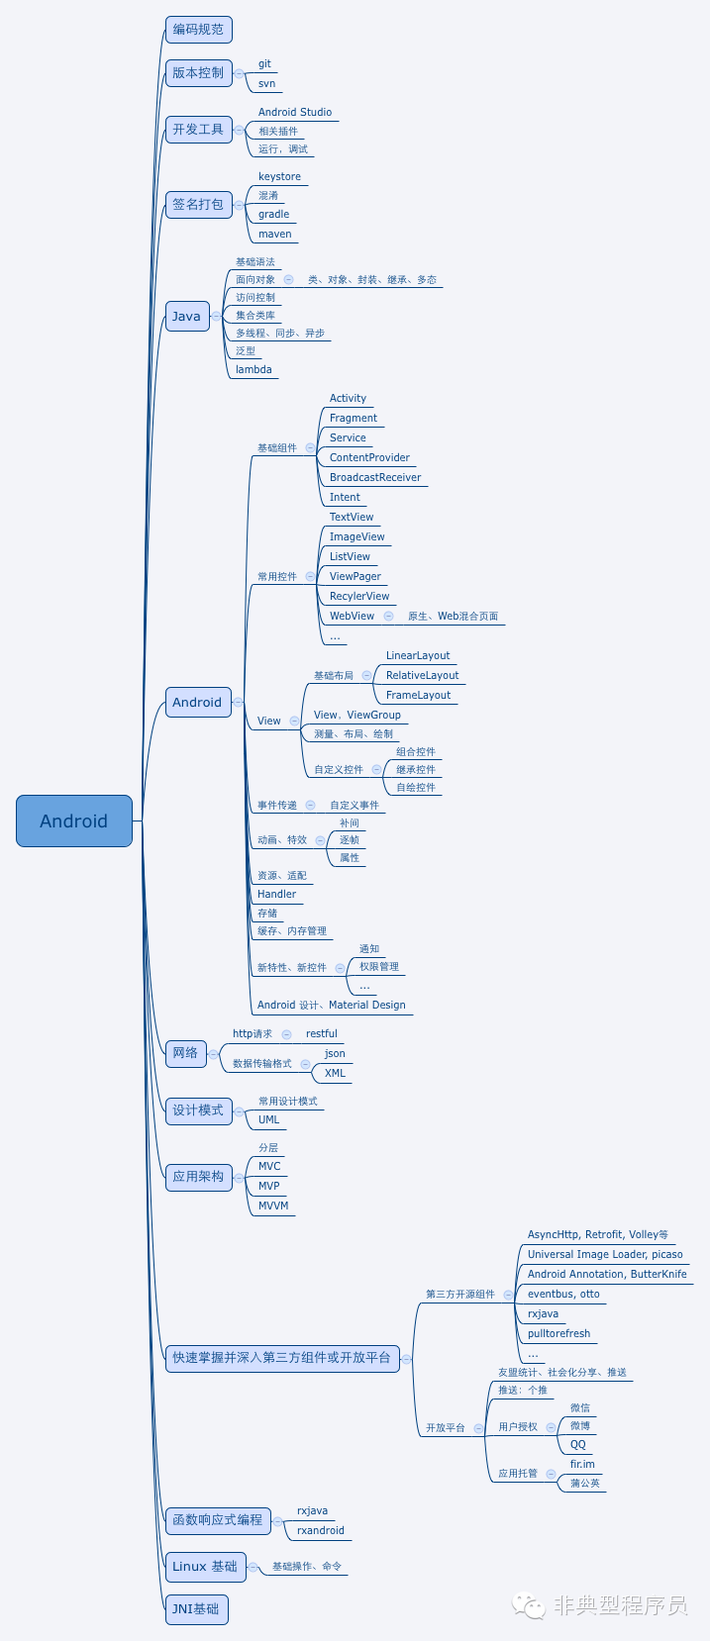 编码规范
版本控制
git
svn
开发工具
Android Studio
相关插件
运行，调试
签名打包
keystore
混淆
gradle
maven
Java
基础语法
面向对象
类、对象、封装、继承、多态
访问控制
集合类库
多线程、同步、异步
泛型
lambda
Android
Android
基础组件
Activity
Fragment
Service
ContentProvider
BroadcastReceiver
Intent
常用控件
TextView
ImageView
ListView
ViewPager
RecylerView
WebView
原生、Web混合页面
...
View
基础布局
LinearLayout
RelativeLayout
FrameLayout
View，ViewGroup
测量、布局、绘制
自定义控件
组合控件
继承控件
自绘控件
事件传递
自定义事件
动画、特效
补间
逐帧
属性
资源、适配
Handler
存储
缓存、内存管理
新特性、新控件
通知
权限管理
...
Android 设计、Material Design
网络
http请求
restful
数据传输格式
json
XML
设计模式
常用设计模式
UML
应用架构
分层
MVC
MVP
MVVM
快速掌握并深入第三方组件或开放平台
第三方开源组件
AsyncHttp, Retrofit, Volley等
Universal Image Loader, picaso
Android Annotation, ButterKnife
eventbus, otto
rxjava
pulltorefresh
...
开放平台
友盟统计、社会化分享、推送
推送：个推
用户授权
微信
微博
QQ
应用托管
fir.im
蒲公英
函数响应式编程
rxjava
rxandroid
Linux 基础
基础操作、命令
JNI基础
非典型程序员